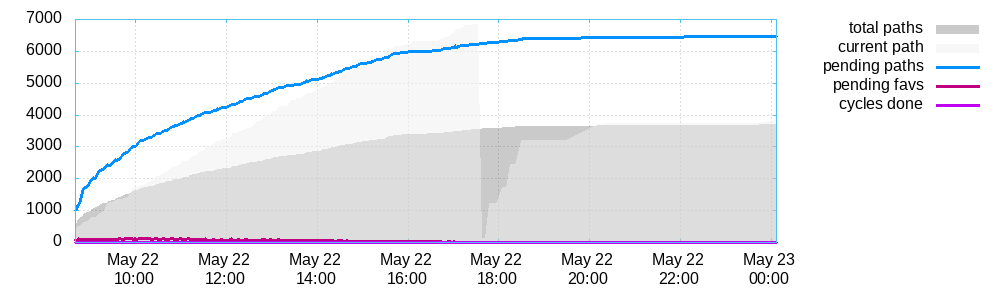 7000
6000
5000
4000
3000
2000
1000
0
May 22 May 22 May 22 May 22 May 22 May 22 May 22 May 23
10:00 12:00 14:00 16:00 18:00 20:00 22:00 00:00
total paths
current path
pending paths
pending favs
cycles done